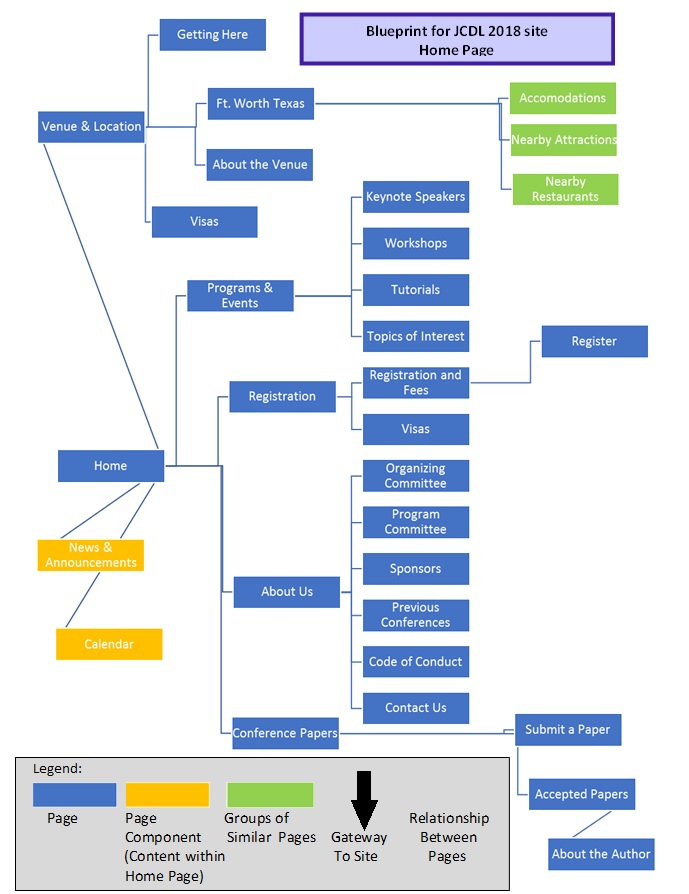 Blueprint for JCDL 2018 site
Home Page
Getting Here
Venue & Location
Ft. Worth Texas
About the Venue
Visas
Accomodations
Nearby Attractions
Nearby
Restaurants
Programs &
Events
Keynote Speakers
Workshops
Tutorials
Topics of Interest
Registration
Registration and
Fees
Register
Visas
Home
News &
Announcements
Calendar
About Us
Organizing
Committee
Program
Committee
Sponsors
Previous
Conferences
Code of Conduct
Contact Us
Conference Papers
Submit a Paper
Accepted Papers
About the Author
Legend:
Page
Page
Component
(Content within
Home Page)
Groups of
Similar Pages
Gateway
To Site
Relationship
Between
Pages